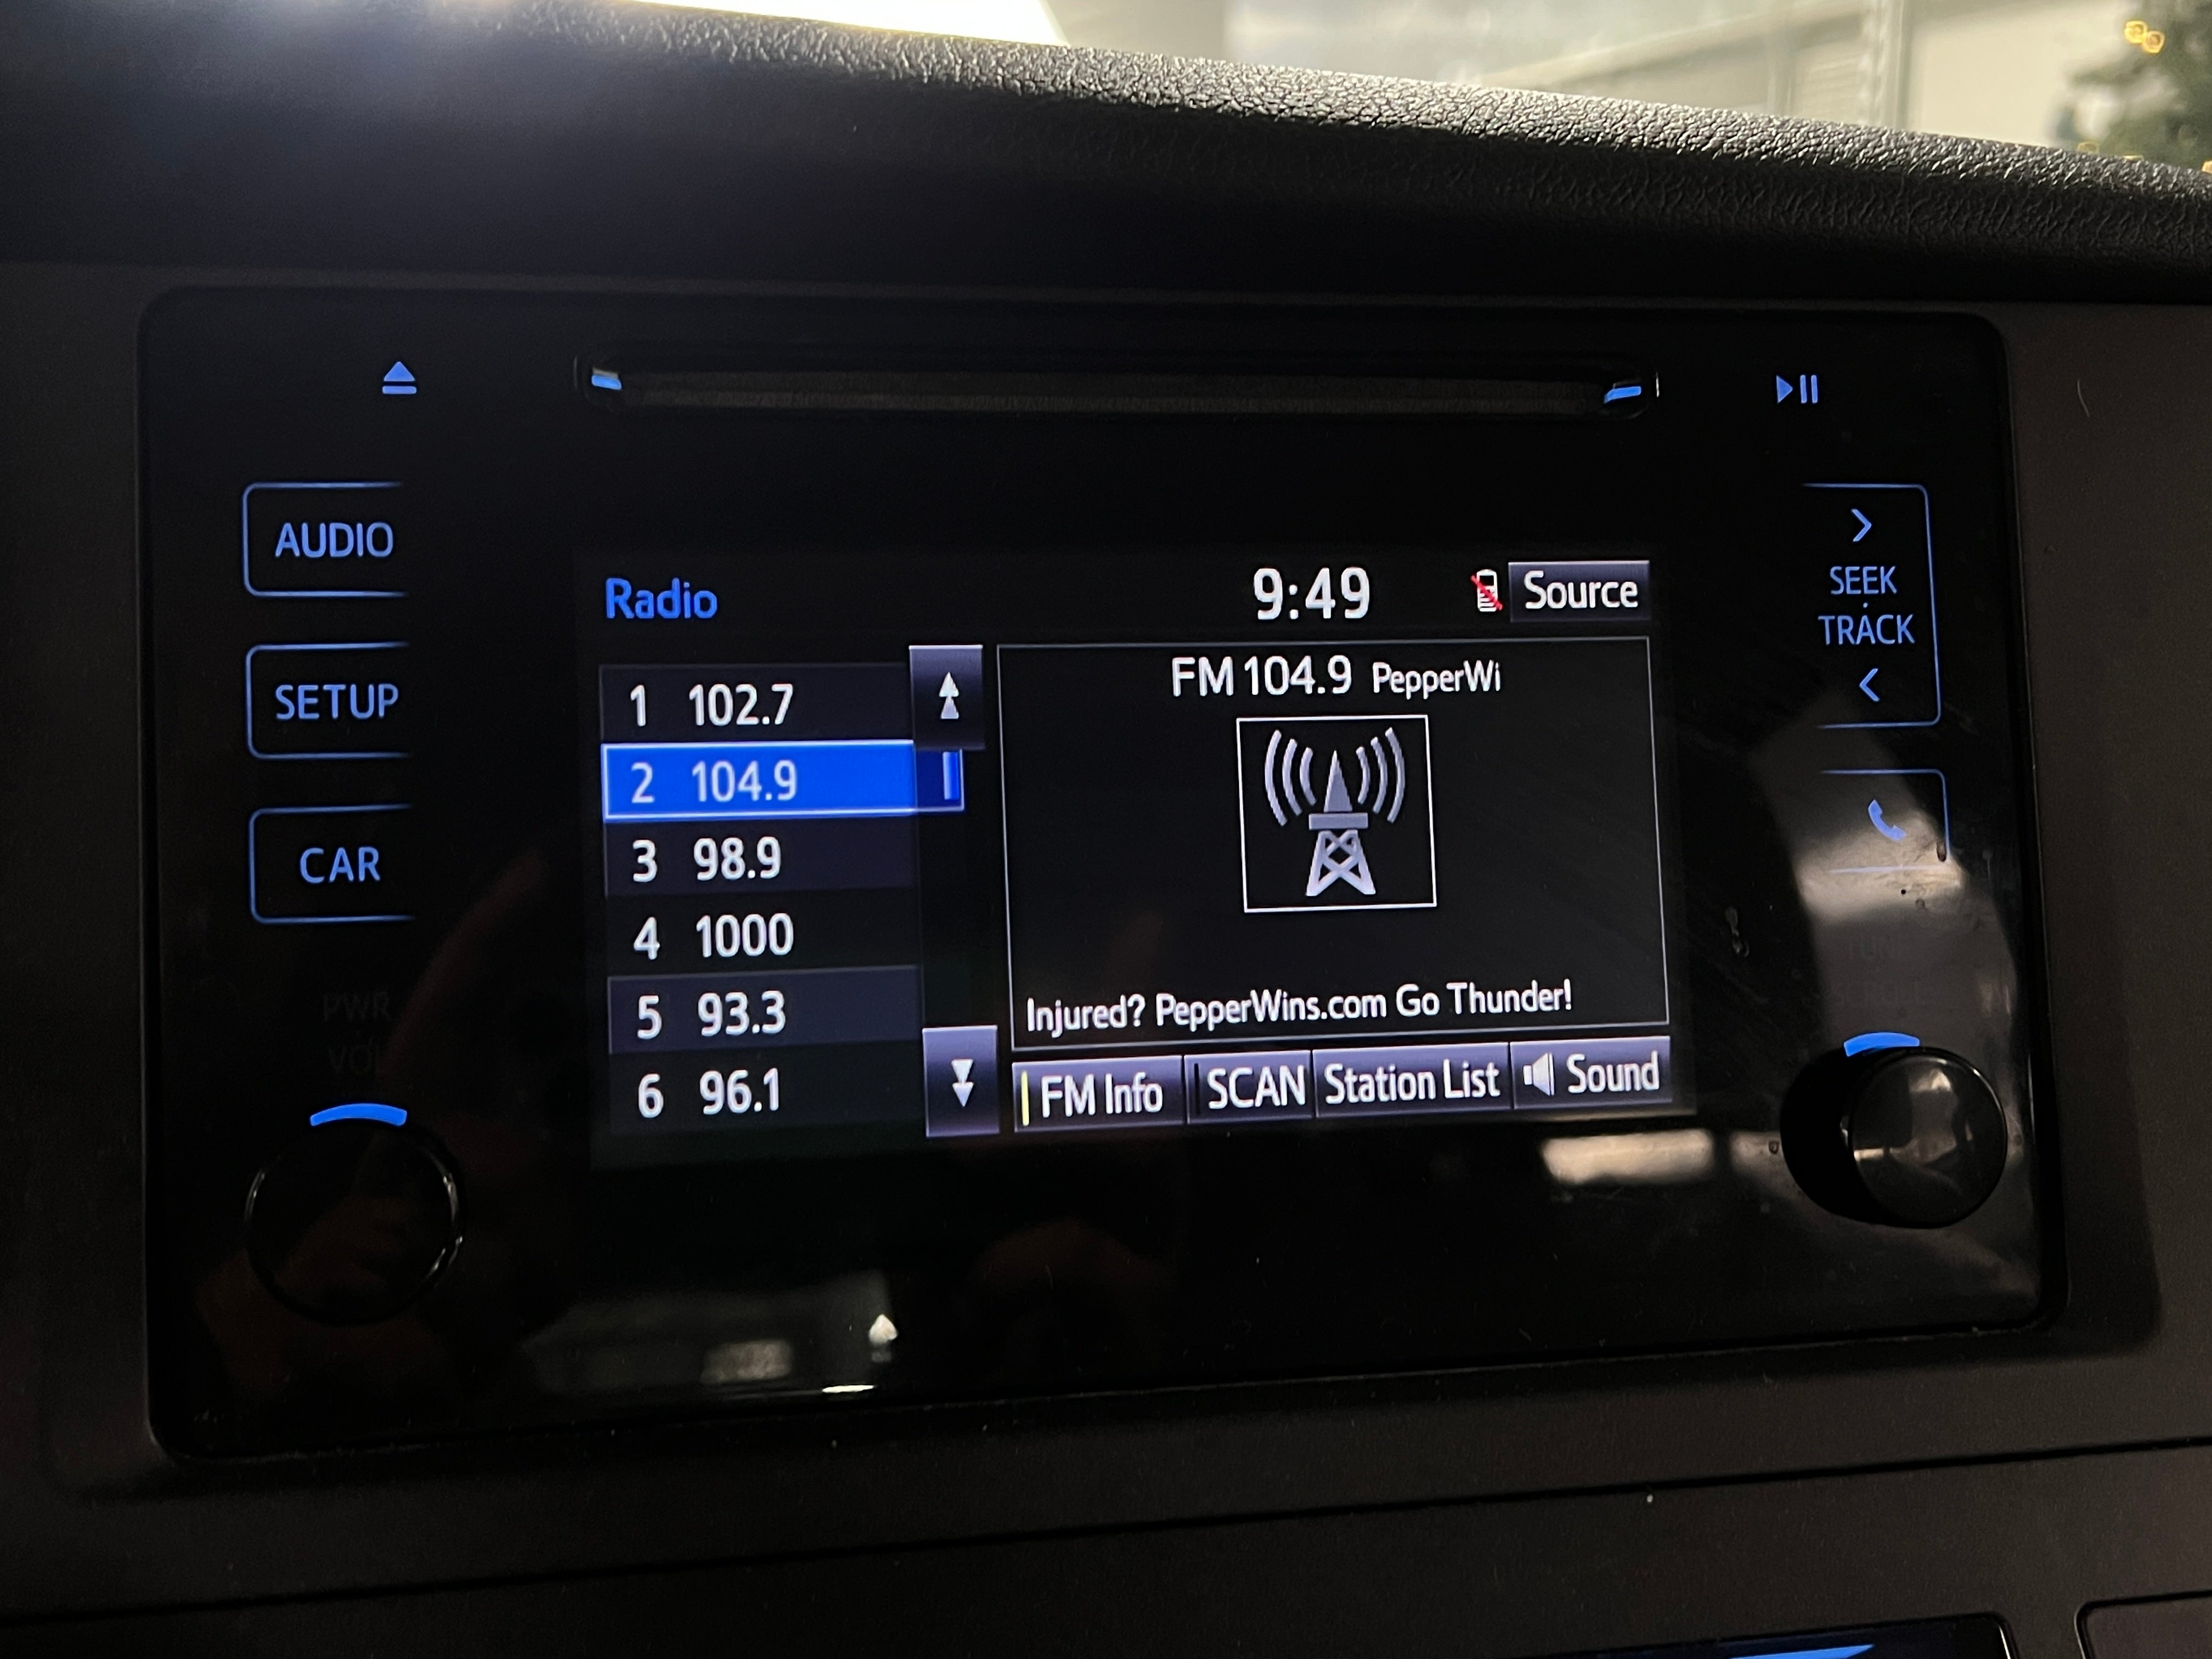 AUDIO
SETUP
CAR
PWR
VOL
Radio
9:49
Source
1 102.7
2 104.9
3 98.9
4 1000
5 93.3
6 96.1
FM 104.9 PepperWi
Injured? PepperWins.com Go Thunder!
FM Info
SCAN
Station List
Sound
SEEK
TRACK